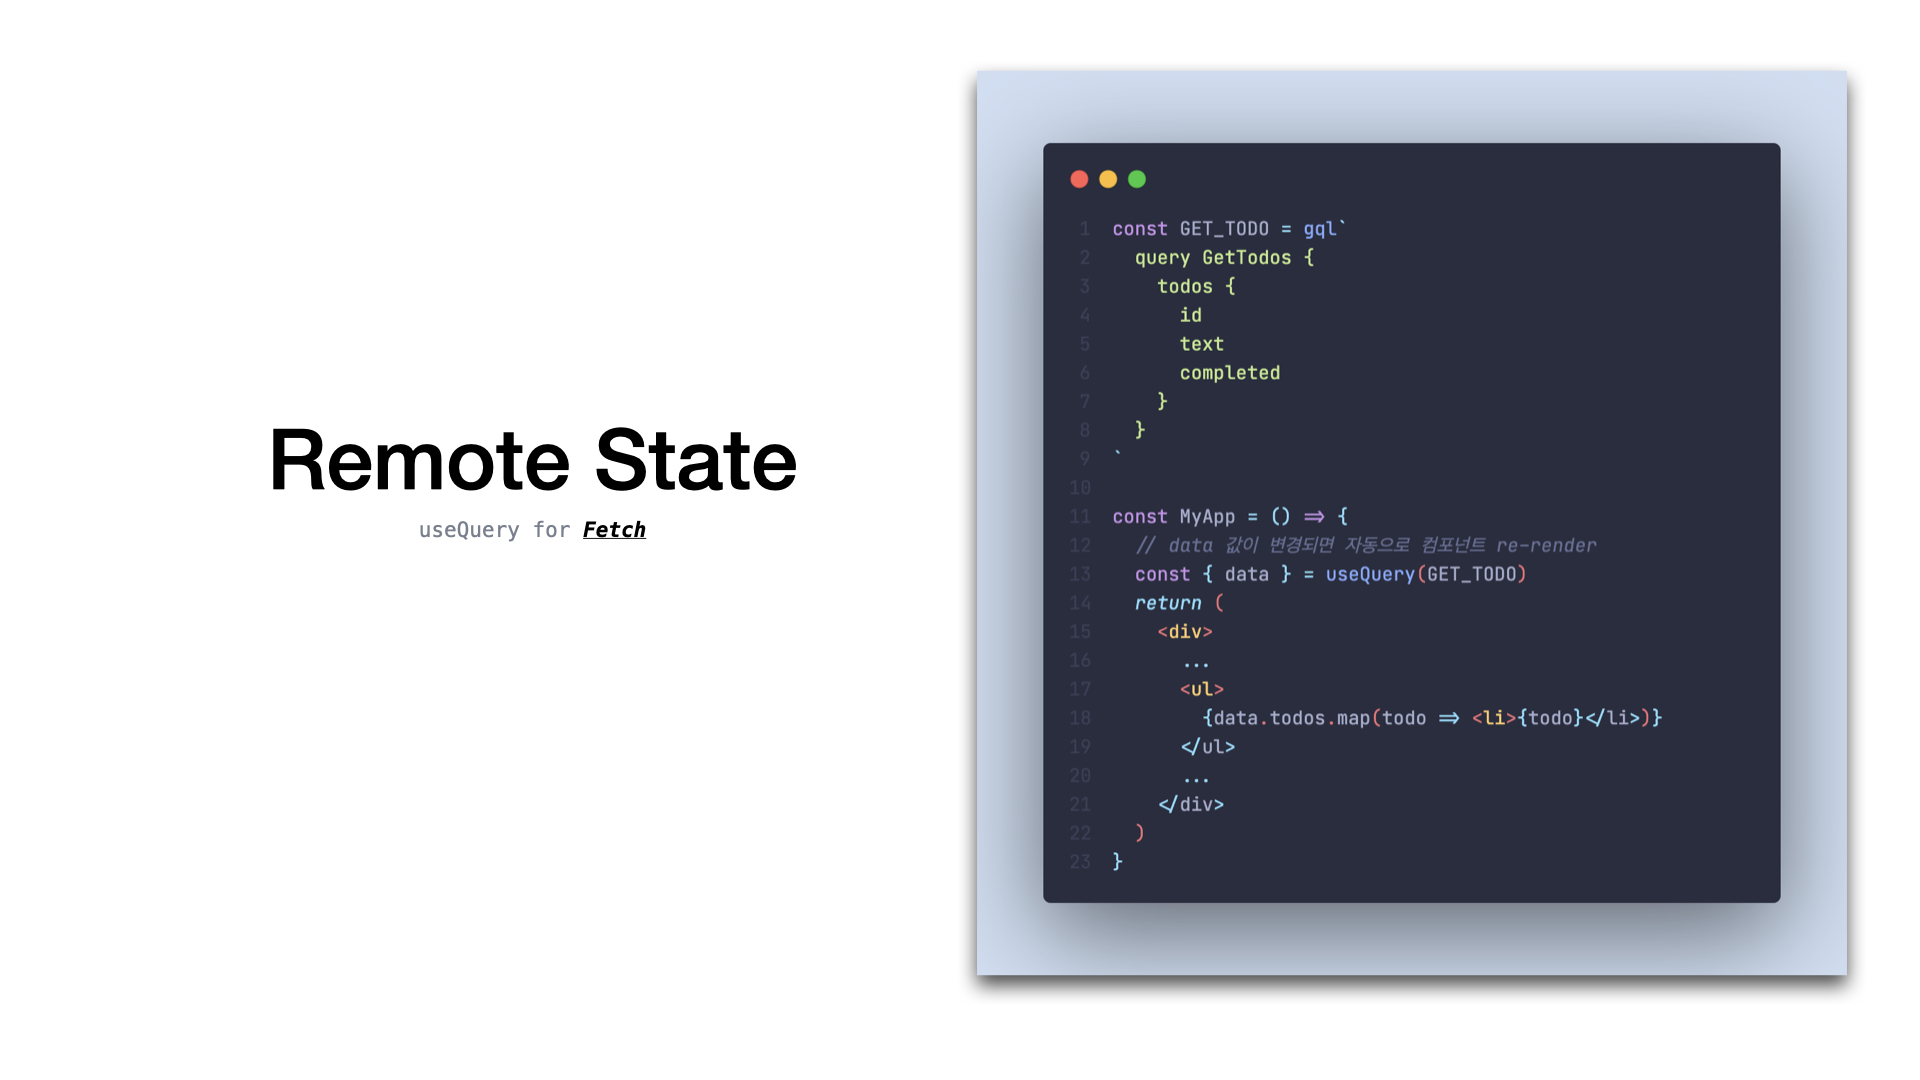 Remote State
useQuery for Fetch
1 const GET_TODO = gql`
2   query GetTodos {
3     todos {
4       id
5       text
6       completed
7     }
8   }
9 `
10
11 const MyApp = () => {
12   // data 값이 변경되면 자동으로 컴포넌트 re-render
13   const { data } = useQuery(GET_TODO)
14   return (
15     <div>
16       ...
17       <ul>
18         {data.todos.map(todo => <li>{todo}</li>)}
19       </ul>
20       ...
21     </div>
22   )
23 }